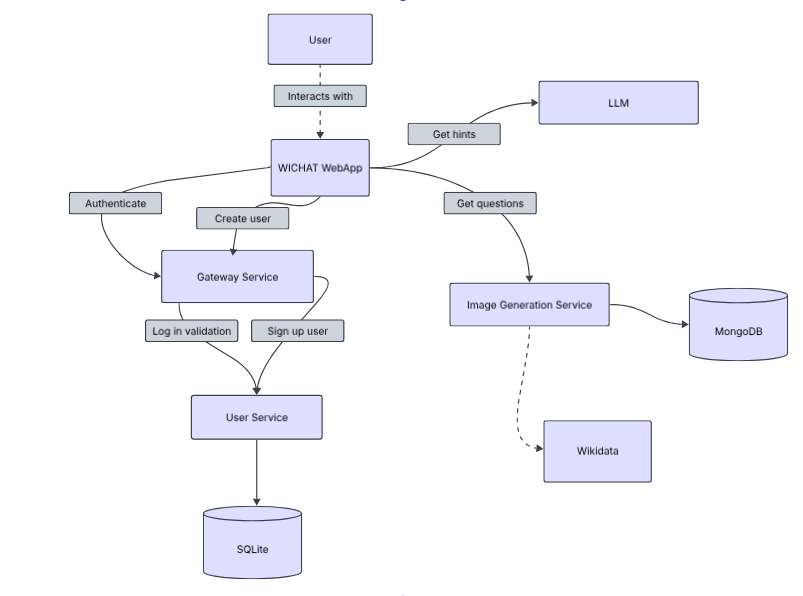 User
Interacts with
LLM
Get hints
WICHAT WebApp
Authenticate
Get questions
Create user
Gateway Service
Image Generation Service
Log in validation
Sign up user
MongoDB
User Service
Wikidata
SQLite